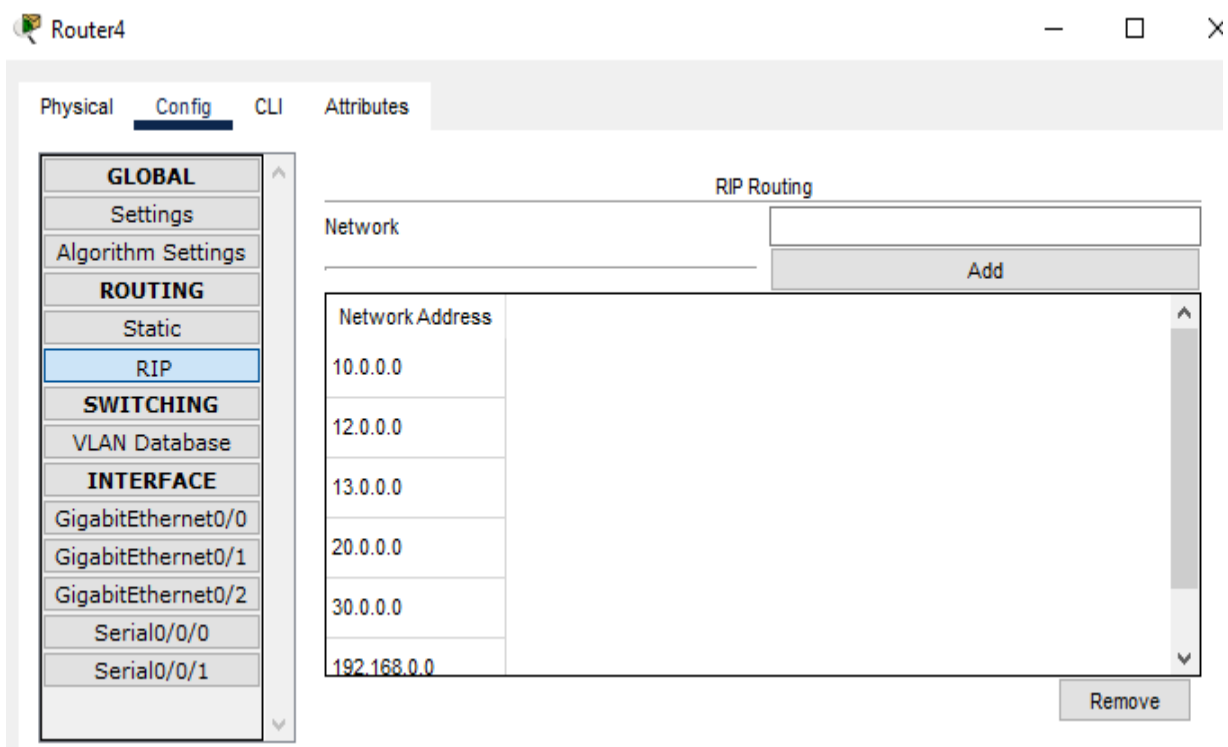 Router4
Physical Config CLI Attributes
GLOBAL
Settings
Algorithm Settings
ROUTING
Static
RIP
SWITCHING
VLAN Database
INTERFACE
GigabitEthernet0/0
GigabitEthernet0/1
GigabitEthernet0/2
Serial0/0/0
Serial0/0/1
RIP Routing
Network
Add
Network Address
10.0.0.0
12.0.0.0
13.0.0.0
20.0.0.0
30.0.0.0
192.168.0.0
Remove